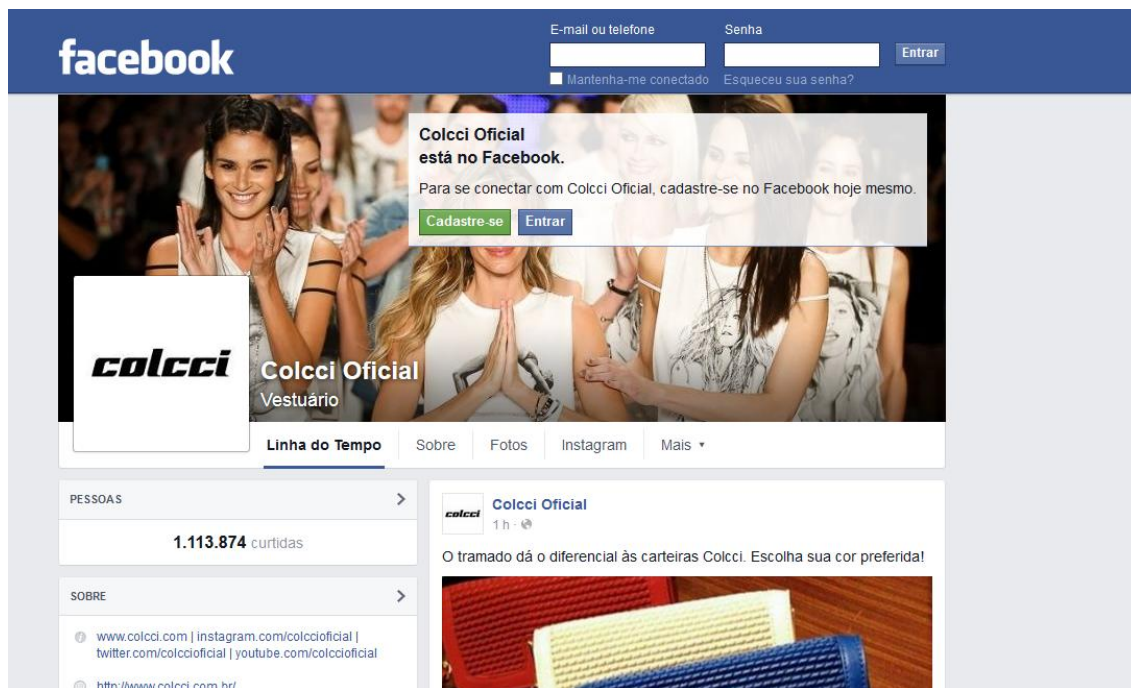 facebook
E-mail ou telefone
Senha
Entrar
Mantenha-me conectado
Esqueceu sua senha?
Colcci Oficial
está no Facebook.
Para se conectar com Colcci Oficial, cadastre-se no Facebook hoje mesmo.
Cadastre-se
Entrar
colcci
Colcci Oficial
Vestuário
Linha do Tempo
Sobre
Fotos
Instagram
Mais
PESSOAS
1.113.874 curtidas
SOBRE
www.colcci.com | instagram.com/colccioficial |
twitter.com/colccioficial | youtube.com/colccioficial
http://www.colcci.com.br/
colcci
Colcci Oficial
1 h ·
O tramado dá o diferencial às carteiras Colcci. Escolha sua cor preferida!